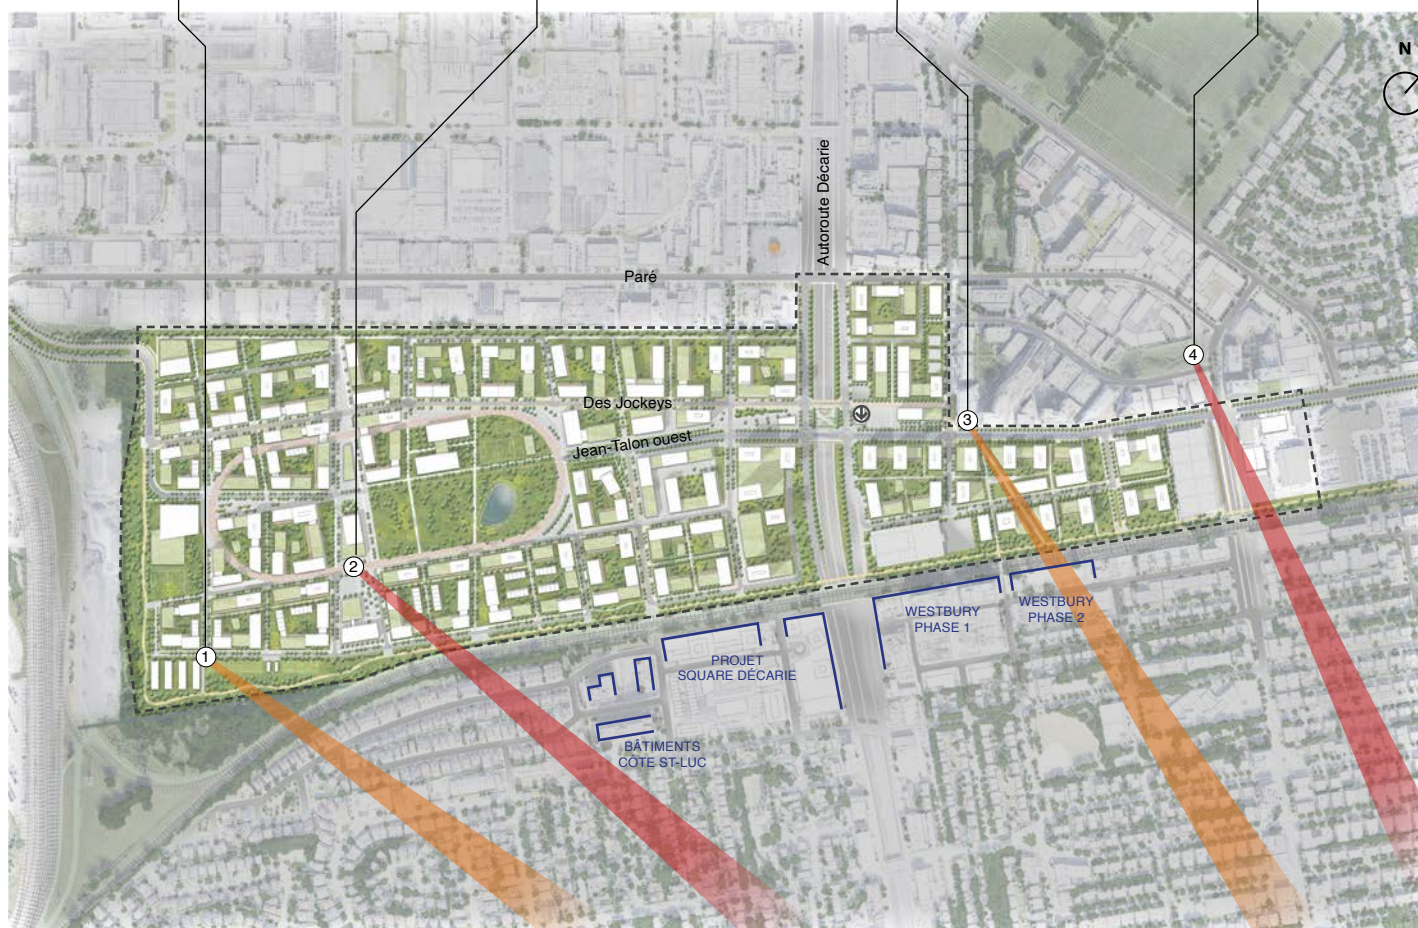 N
Autoroute Décarie
Paré
4
Des Jockeys
3
Jean-Talon ouest
2
WESTBURY
PHASE 1
WESTBURY
PHASE 2
1
PROJET
SQUARE DÉCARIE
BÂTIMENTS
CÔTE ST-LUC